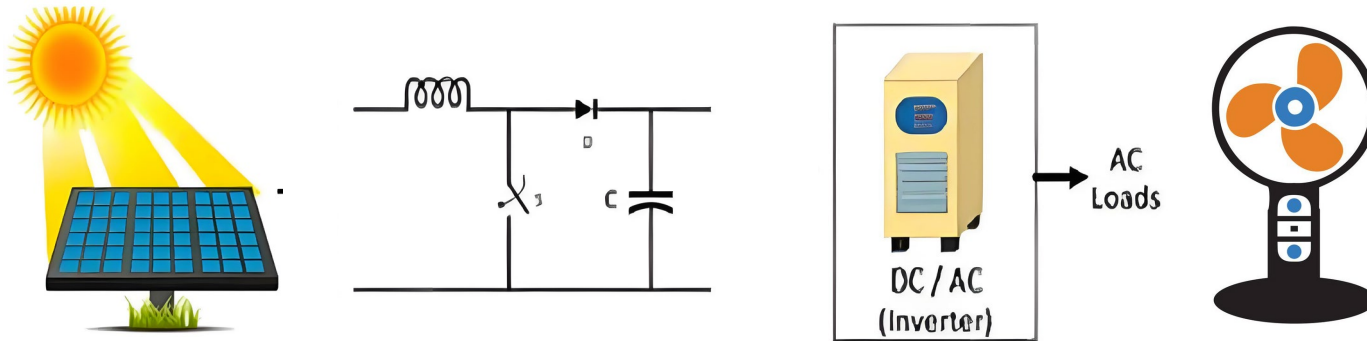 D
C
DC / AC
(Inverter)
AC
Loads